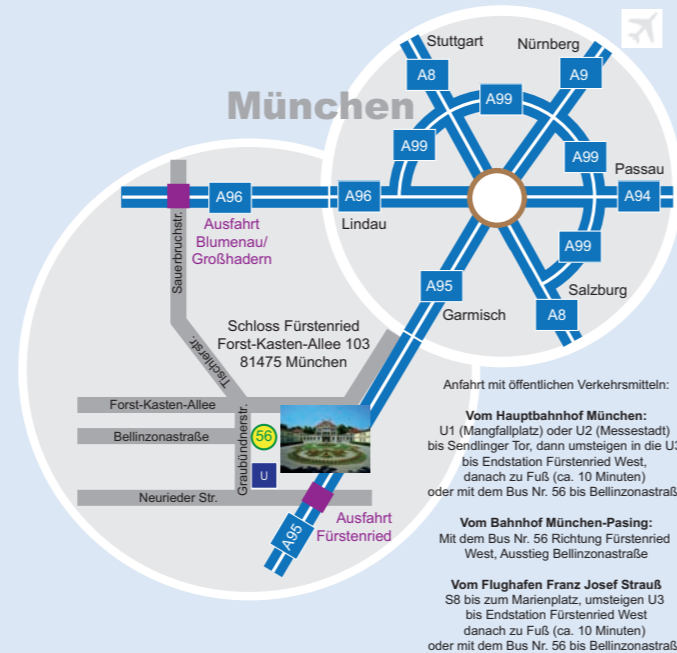 Stuttgart
Nürnberg
A8
A9
München
A99
A99
A99
Passau
A96
A96
A94
Lindau
Ausfahrt
Blumenau/
Großhadern
Sauerbruchstr.
A99
A95
Salzburg
Garmisch
A8
Schloss Fürstenried
Forst-Kasten-Allee 103
81475 München
Tischlerstr.
Forst-Kasten-Allee
Bellinzonastraße
Graubündnerstr.
56
U
Neurieder Str.
Ausfahrt
Fürstenried
A95
Anfahrt mit öffentlichen Verkehrsmitteln:
Vom Hauptbahnhof München:
U1 (Mangfallplatz) oder U2 (Messestadt)
bis Sendlinger Tor, dann umsteigen in die U3
bis Endstation Fürstenried West,
danach zu Fuß (ca. 10 Minuten)
oder mit dem Bus Nr. 56 bis Bellinzonastraß
Vom Bahnhof München-Pasing:
Mit dem Bus Nr. 56 Richtung Fürstenried
West, Ausstieg Bellinzonastraße
Vom Flughafen Franz Josef Strauß
S8 bis zum Marienplatz, umsteigen U3
bis Endstation Fürstenried West
danach zu Fuß (ca. 10 Minuten)
oder mit dem Bus Nr. 56 bis Bellinzonastraß